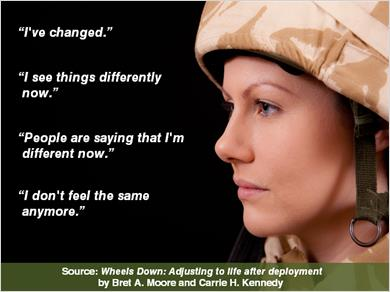 “I've changed.”
“I see things differently
now.”
“People are saying that I'm
different now.”
“I don't feel the same
anymore.”
Source: Wheels Down: Adjusting to life after deployment
by Bret A. Moore and Carrie H. Kennedy